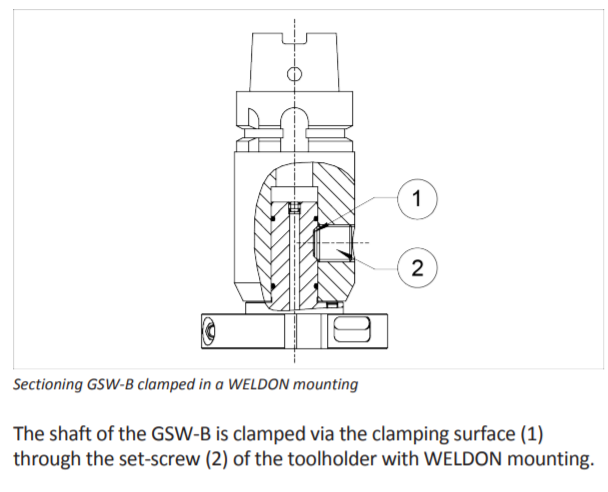 1
2
Sectioning GSW-B clamped in a WELDON mounting
The shaft of the GSW-B is clamped via the clamping surface (1)
through the set-screw (2) of the toolholder with WELDON mounting.